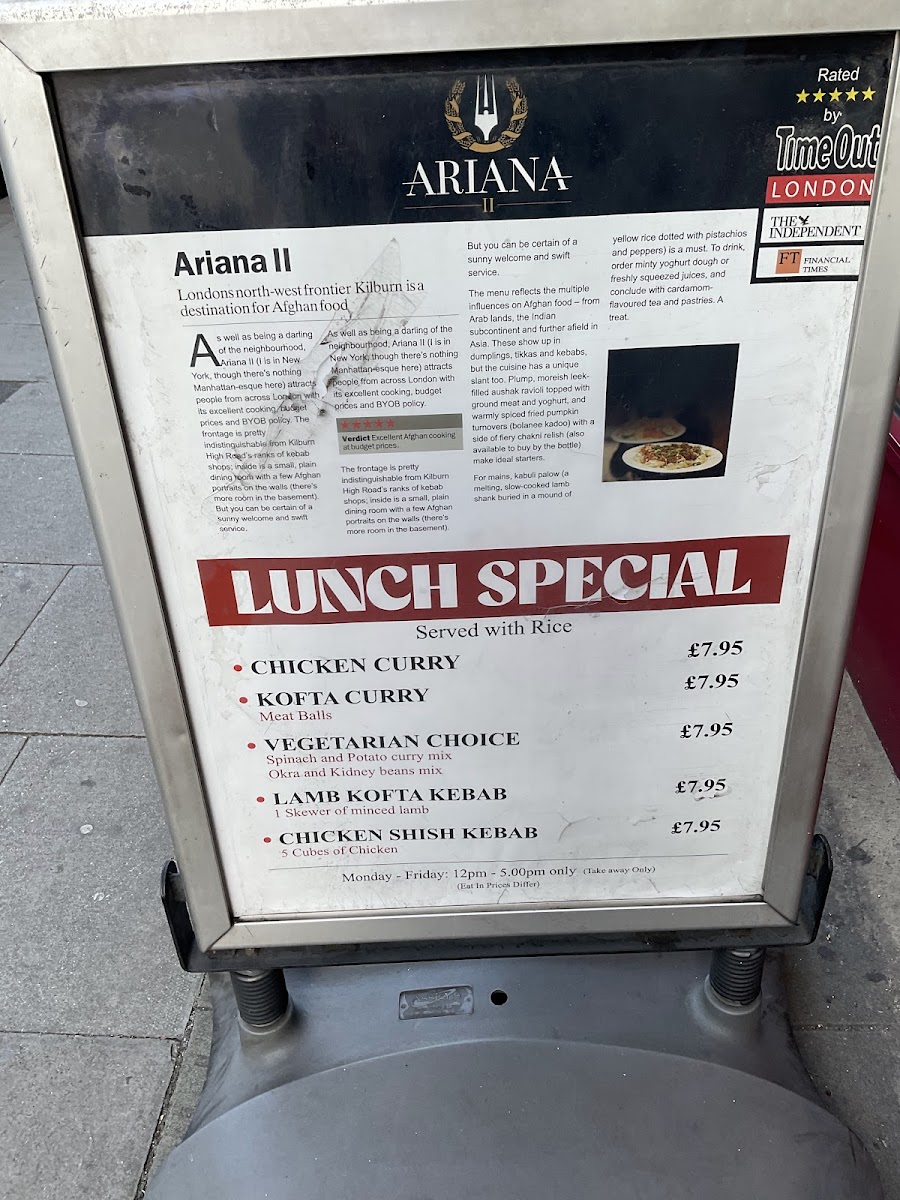 ARIANA
II
Rated
by
Time Out
LONDON
THE
INDEPENDENT
FT FINANCIAL
TIMES
Ariana II
Londons north-west frontier Kilburn is a
destination for Afghan food
As well as being a darling
of the neighbourhood,
Ariana II (I is in New
York, though there's nothing
Manhattan-esque here) attracts
people from across London with
its excellent cooking, budget
prices and BYOB policy. The
frontage is pretty
indistinguishable from Kilburn
High Road's ranks of kebab
shops; inside is a small, plain
dining room with a few Afghan
portraits on the walls (there's
more room in the basement).
But you can be certain of a
sunny welcome and swift
service.
As well as being a darling of the
neighbourhood, Ariana II (I is in
New York, though there's nothing
Manhattan-esque here) attracts
people from across London with
its excellent cooking, budget
prices and BYOB policy.
Verdict Excellent Afghan cooking
at budget prices.
The frontage is pretty
indistinguishable from Kilburn
High Road's ranks of kebab
shops; inside is a small, plain
dining room with a few Afghan
portraits on the walls (there's
more room in the basement).
But you can be certain of a
sunny welcome and swift
service.
The menu reflects the multiple
influences on Afghan food – from
Arab lands, the Indian
subcontinent and further afield in
Asia. These show up in
dumplings, tikkas and kebabs,
but the cuisine has a unique
slant too. Plump, moreish leek-
filled aushak ravioli topped with
ground meat and yoghurt, and
warmly spiced fried pumpkin
turnovers (bolanee kadoo) with a
side of fiery chakni relish (also
available to buy by the bottle)
make ideal starters.
For mains, kabuli palow (a
melting, slow-cooked lamb
shank buried in a mound of
yellow rice dotted with pistachios
and peppers) is a must. To drink,
order minty yoghurt dough or
freshly squeezed juices, and
conclude with cardamom-
flavoured tea and pastries. A
treat.
LUNCH SPECIAL
Served with Rice
• CHICKEN CURRY £7.95
• KOFTA CURRY £7.95
Meat Balls
• VEGETARIAN CHOICE £7.95
Spinach and Potato curry mix
Okra and Kidney beans mix
• LAMB KOFTA KEBAB £7.95
1 Skewer of minced lamb
• CHICKEN SHISH KEBAB £7.95
5 Cubes of Chicken
Monday - Friday: 12pm - 5.00pm only (Take away Only)
(Eat In Prices Differ)